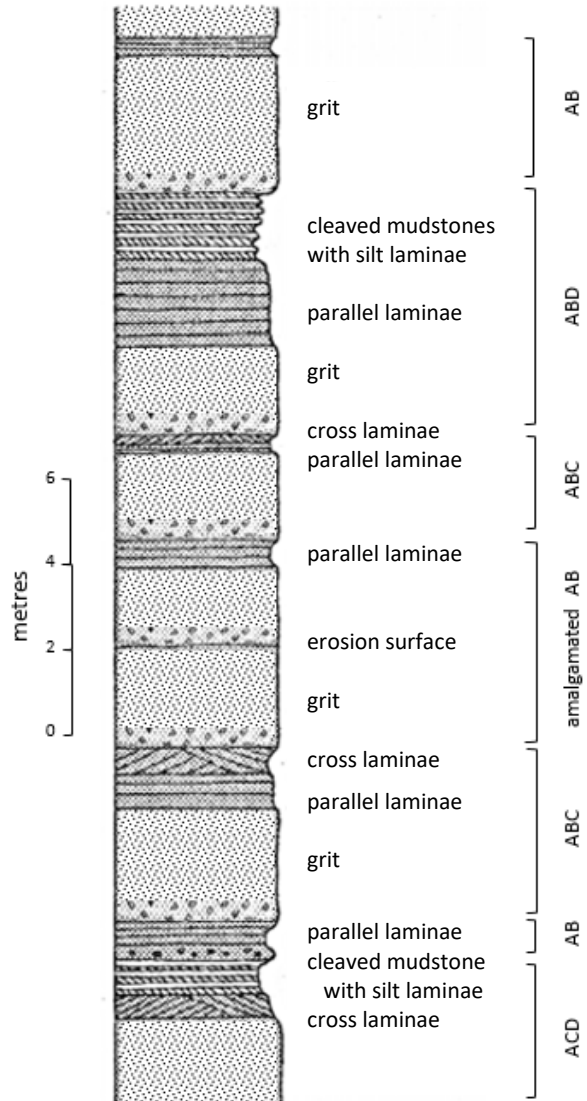 grit
AB
cleaved mudstones
with silt laminae
parallel laminae
grit
ABD
cross laminae
parallel laminae
ABC
parallel laminae
erosion surface
grit
amalgamated AB
6
4
2
0
metres
cross laminae
parallel laminae
grit
ABC
parallel laminae
AB
cleaved mudstone
with silt laminae
cross laminae
ACD